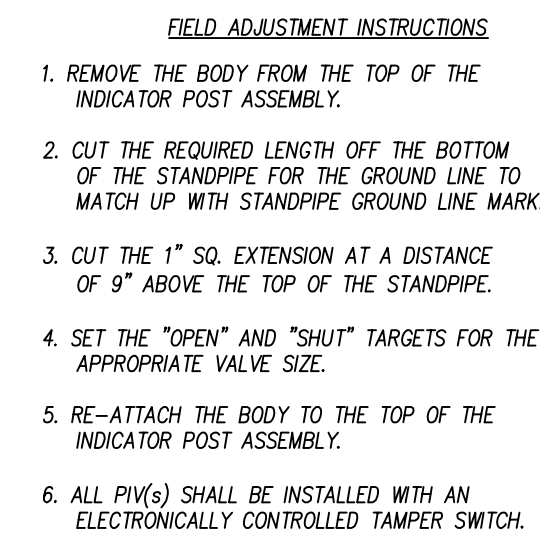 FIELD ADJUSTMENT INSTRUCTIONS
1. REMOVE THE BODY FROM THE TOP OF THE
INDICATOR POST ASSEMBLY.
2. CUT THE REQUIRED LENGTH OFF THE BOTTOM
OF THE STANDPIPE FOR THE GROUND LINE TO
MATCH UP WITH STANDPIPE GROUND LINE MARK.
3. CUT THE 1" SQ. EXTENSION AT A DISTANCE
OF 9" ABOVE THE TOP OF THE STANDPIPE.
4. SET THE "OPEN" AND "SHUT" TARGETS FOR THE
APPROPRIATE VALVE SIZE.
5. RE-ATTACH THE BODY TO THE TOP OF THE
INDICATOR POST ASSEMBLY.
6. ALL PIV(s) SHALL BE INSTALLED WITH AN
ELECTRONICALLY CONTROLLED TAMPER SWITCH.